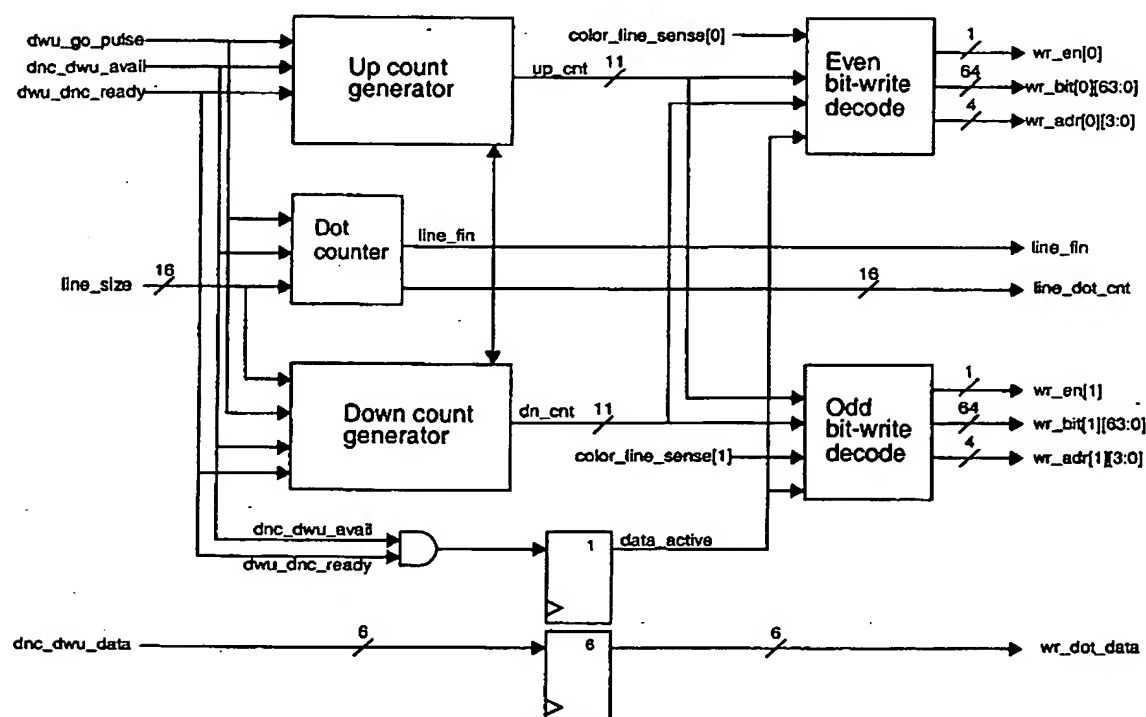 dwu_go_pulse
dnc_dwu_avail
dwu_dnc_ready
Up count
generator
up_cnt
11
color_line_sense[0]
Even
bit-write
decode
1
wr_en[0]
64
wr_bit[0][63:0]
4
wr_adr[0][3:0]
Dot
counter
line_fin
line_fin
16
line_size
16
line_dot_cnt
Down count
generator
dn_cnt
11
color_line_sense[1]
Odd
bit-write
decode
1
wr_en[1]
64
wr_bit[1][63:0]
4
wr_adr[1][3:0]
dnc_dwu_avail
dwu_dnc_ready
1
data_active
dnc_dwu_data
6
6
6
wr_dot_data